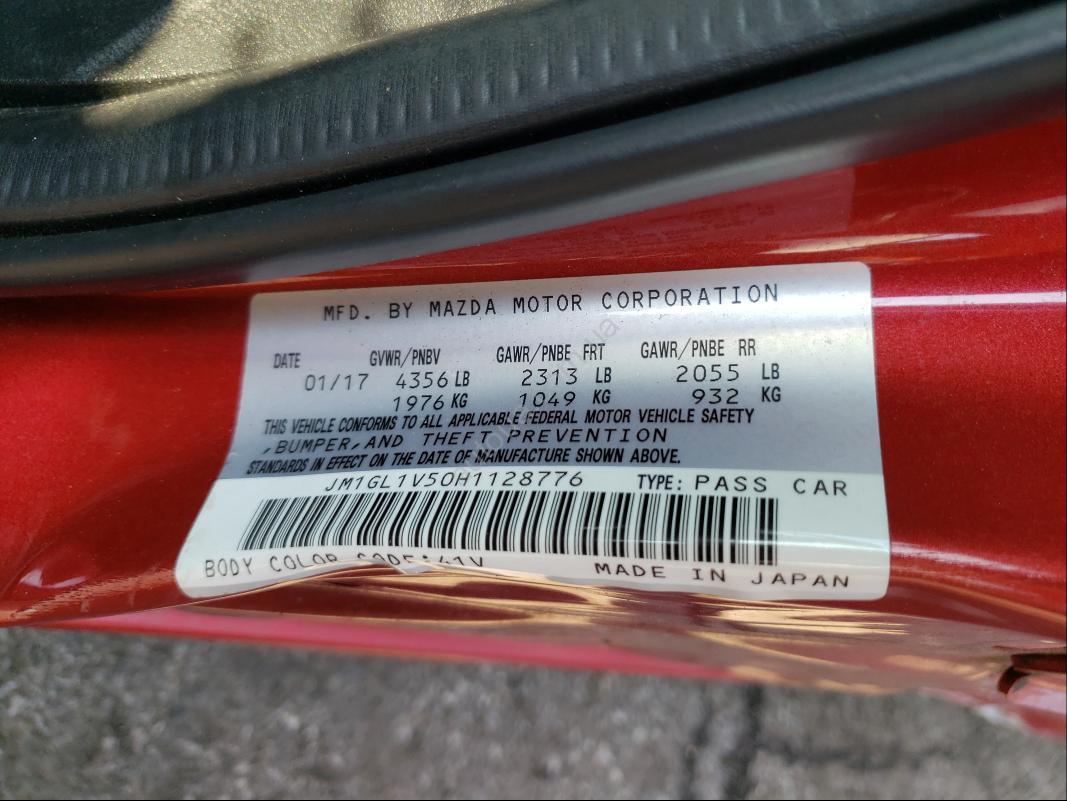 MFD. BY MAZDA MOTOR CORPORATION
DATE GVWR/PNBV GAWR/PNBE FRT GAWR/PNBE RR
01/17 4356 LB 2313 LB 2055 LB
1976 KG 1049 KG 932 KG
THIS VEHICLE CONFORMS TO ALL APPLICABLE FEDERAL MOTOR VEHICLE SAFETY
,BUMPER,AND THEFT PREVENTION
STANDARDS IN EFFECT ON THE DATE OF MANUFACTURE SHOWN ABOVE.
JM1GL1V50H1128776 TYPE: PASS CAR
BODY COLOR CODE:41V MADE IN JAPAN